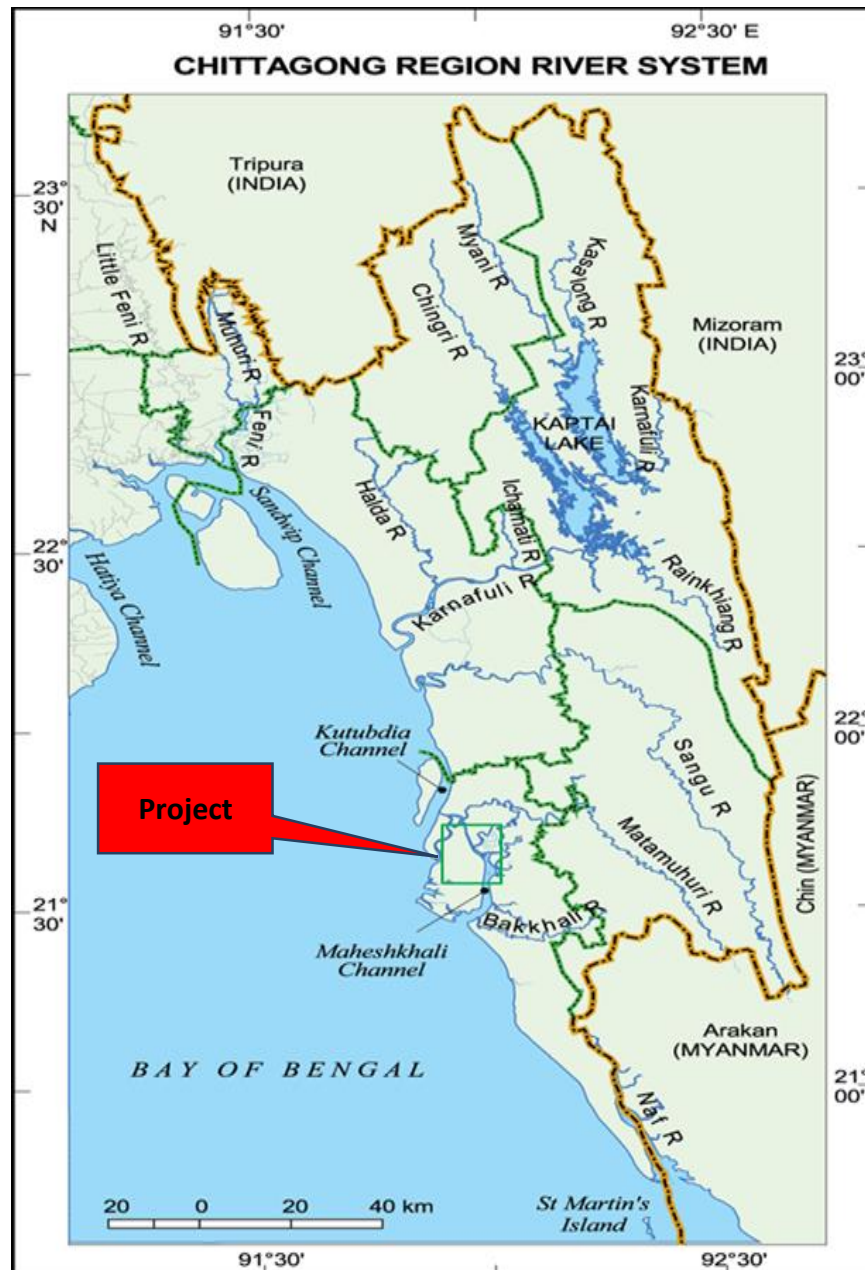 91°30'
92°30' E
CHITTAGONG REGION RIVER SYSTEM
Tripura
(INDIA)
23°
30'
N
Little Feni R
Muhuri R
Feni R
Myani R
Chingri R
Kasalong R
Mizoram
(INDIA)
23°
00'
Karnafuli R
KAPTAI
LAKE
Halda R
Ichamati R
Sandwip Channel
Hatiya Channel
22°
30'
Karnafuli R
Rainkhiang R
22°
00'
Kutubdia
Channel
Sangu R
Project
Matamuhuri R
Chin (MYANMAR)
21°
30'
Bakkhali R
Maheshkhali
Channel
Arakan
(MYANMAR)
BAY OF BENGAL
21°
00'
Naf R
20 0 20 40 km
St Martin's
Island
91°30'
92°30'